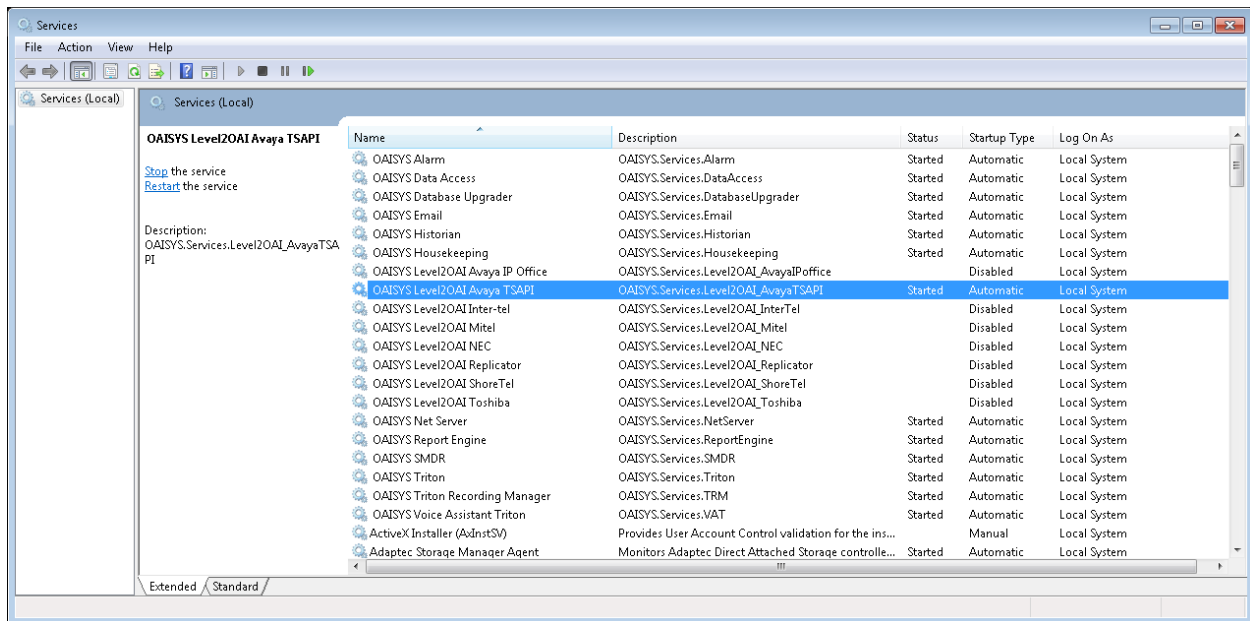 Services
File Action View Help
Services (Local)
Services (Local)
OAISYS Level2OAI Avaya TSAPI
Stop the service
Restart the service
Description:
OAISYS.Services.Level2OAI_AvayaTSA
PI
Name Description Status Startup Type Log On As
OAISYS Alarm OAISYS.Services.Alarm Started Automatic Local System
OAISYS Data Access OAISYS.Services.DataAccess Started Automatic Local System
OAISYS Database Upgrader OAISYS.Services.DatabaseUpgrader Started Automatic Local System
OAISYS Email OAISYS.Services.Email Started Automatic Local System
OAISYS Historian OAISYS.Services.Historian Started Automatic Local System
OAISYS Housekeeping OAISYS.Services.Housekeeping Started Automatic Local System
OAISYS Level2OAI Avaya IP Office OAISYS.Services.Level2OAI_AvayaIPoffice Disabled Local System
OAISYS Level2OAI Avaya TSAPI OAISYS.Services.Level2OAI_AvayaTSAPI Started Automatic Local System
OAISYS Level2OAI Inter-tel OAISYS.Services.Level2OAI_InterTel Disabled Local System
OAISYS Level2OAI Mitel OAISYS.Services.Level2OAI_Mitel Disabled Local System
OAISYS Level2OAI NEC OAISYS.Services.Level2OAI_NEC Disabled Local System
OAISYS Level2OAI Replicator OAISYS.Services.Level2OAI_Replicator Disabled Local System
OAISYS Level2OAI ShoreTel OAISYS.Services.Level2OAI_ShoreTel Disabled Local System
OAISYS Level2OAI Toshiba OAISYS.Services.Level2OAI_Toshiba Disabled Local System
OAISYS Net Server OAISYS.Services.NetServer Started Automatic Local System
OAISYS Report Engine OAISYS.Services.ReportEngine Started Automatic Local System
OAISYS SMDR OAISYS.Services.SMDR Started Automatic Local System
OAISYS Triton OAISYS.Services.Triton Started Automatic Local System
OAISYS Triton Recording Manager OAISYS.Services.TRM Started Automatic Local System
OAISYS Voice Assistant Triton OAISYS.Services.VAT Started Automatic Local System
ActiveX Installer (AxInstSV) Provides User Account Control validation for the ins... Manual Local System
Adaptec Storage Manager Agent Monitors Adaptec Direct Attached Storage controlle... Started Automatic Local System
Extended Standard